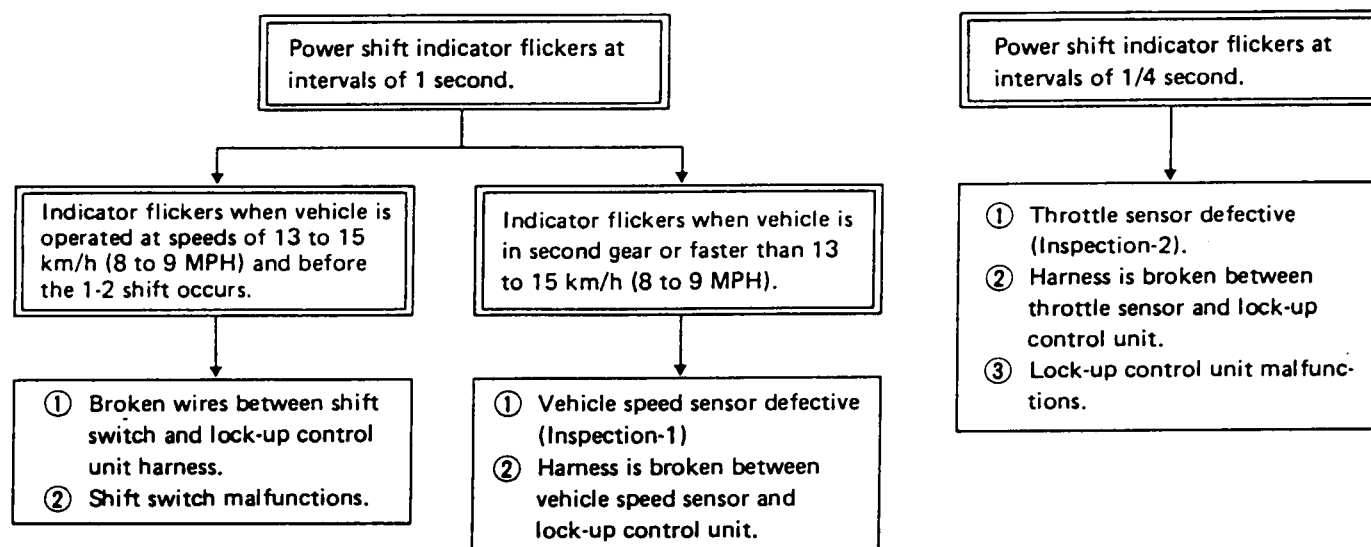 Power shift indicator flickers at
intervals of 1 second.
Indicator flickers when vehicle is
operated at speeds of 13 to 15
km/h (8 to 9 MPH) and before
the 1-2 shift occurs.
① Broken wires between shift
switch and lock-up control
unit harness.
② Shift switch malfunctions.
Indicator flickers when vehicle is
in second gear or faster than 13
to 15 km/h (8 to 9 MPH).
① Vehicle speed sensor defective
(Inspection-1)
② Harness is broken between
vehicle speed sensor and
lock-up control unit.
Power shift indicator flickers at
intervals of 1/4 second.
① Throttle sensor defective
(Inspection-2).
② Harness is broken between
throttle sensor and lock-up
control unit.
③ Lock-up control unit malfunc-
tions.